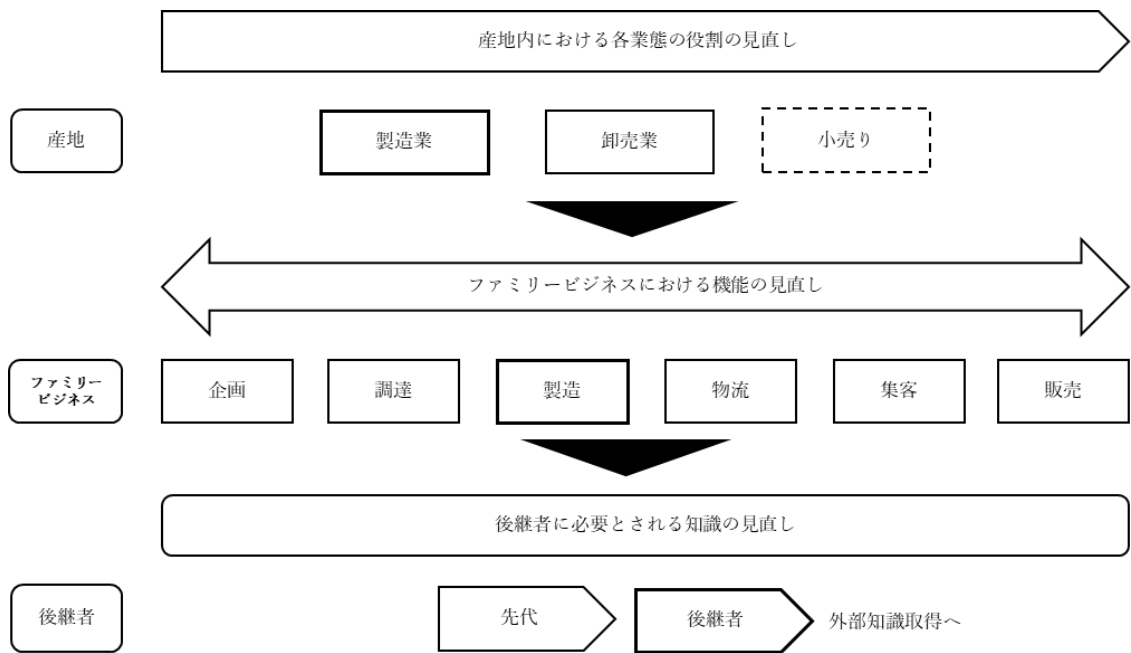 産地内における各業態の役割の見直し
産地
製造業
卸売業
小売り
ファミリービジネスにおける機能の見直し
ファミリー
ビジネス
企画
調達
製造
物流
集客
販売
後継者に必要とされる知識の見直し
後継者
先代
後継者
外部知識取得へ